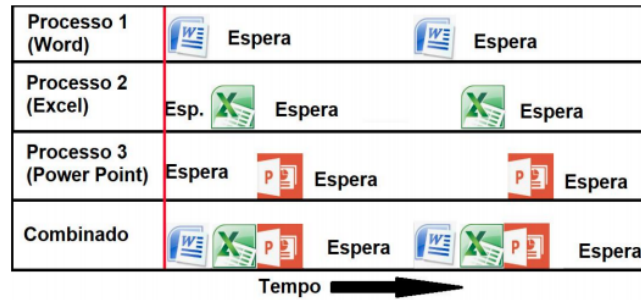 Processo 1
(Word)
Espera
Espera
Processo 2
(Excel)
Esp.
Espera
Espera
Processo 3
(Power Point)
Espera
Espera
Espera
Combinado
Espera
Espera
Tempo